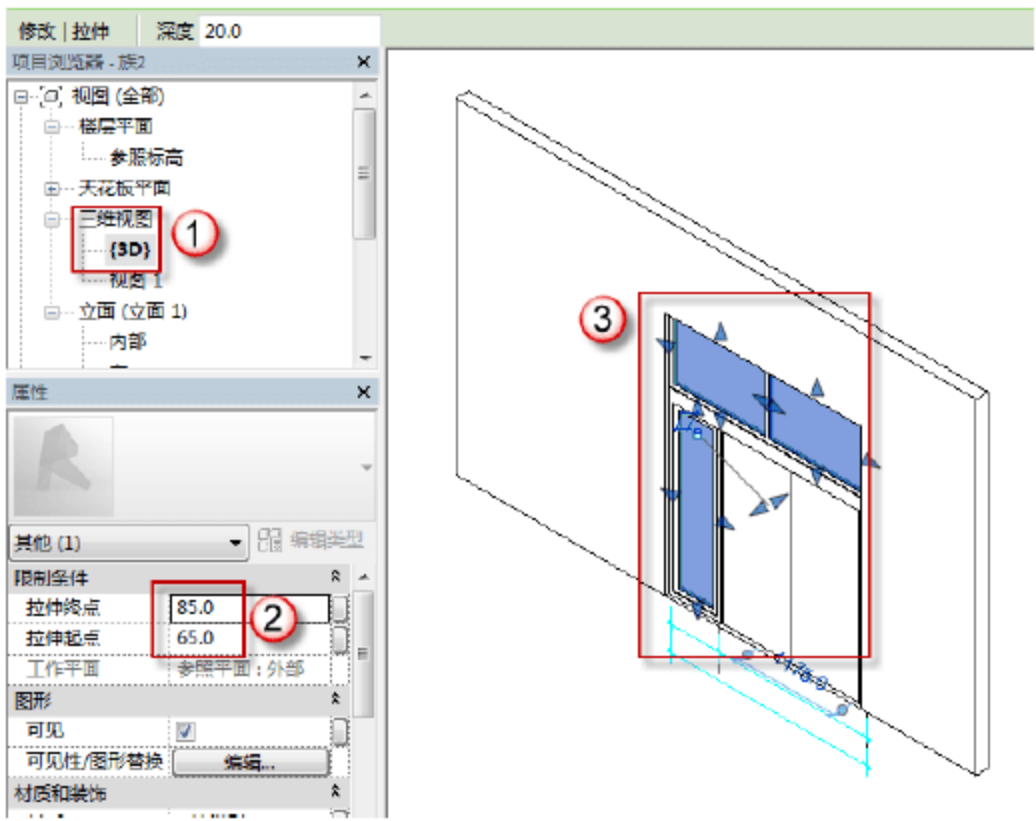 修改 | 拉伸 深度 20.0
项目浏览器 - 族2
视图 (全部)
楼层平面
参照标高
天花板平面
三维视图
{3D}
视图 1
立面 (立面 1)
内部
1
属性
其他 (1) 编辑类型
限制条件
拉伸终点 85.0
拉伸起点 65.0
工作平面 参照平面 : 外部
2
图形
可见
可见性/图形替换 编辑...
材质和装饰
3